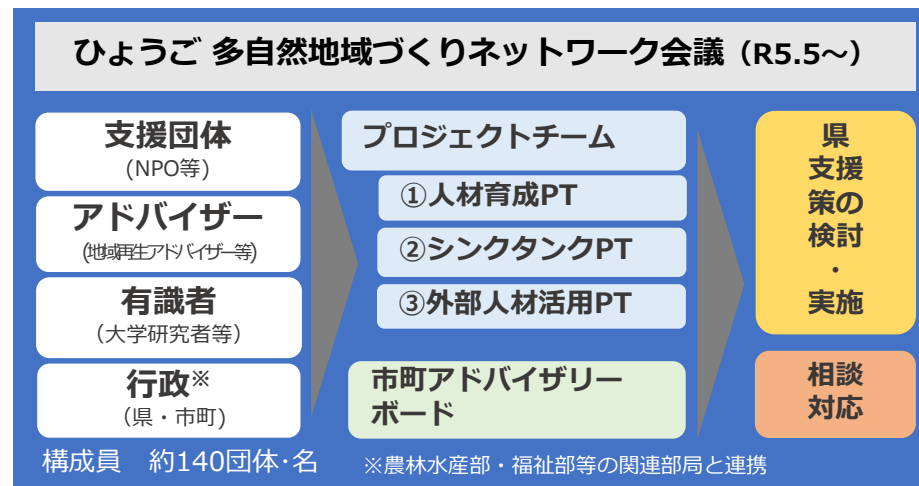 ひょうご 多自然地域づくりネットワーク会議（R5.5～）
支援団体
（NPO等）
アドバイザー
（地域再生アドバイザー等）
有識者
（大学研究者等）
行政※
（県・市町）
構成員　約140団体・名
プロジェクトチーム
①人材育成PT
②シンクタンクPT
③外部人材活用PT
市町アドバイザリー
ボード
※農林水産部・福祉部等の関連部局と連携
県
支援
策の
検討
・
実施
相談
対応